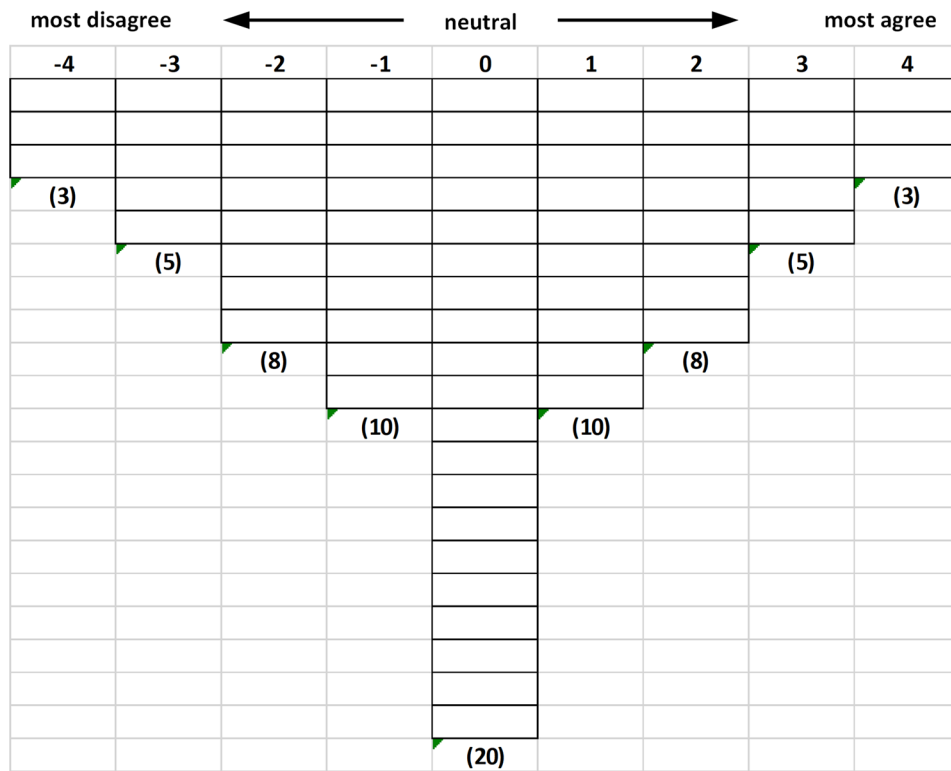 most disagree neutral most agree
-4 -3 -2 -1 0 1 2 3 4
(3) (3)
(5) (5)
(8) (8)
(10) (10)
(20)